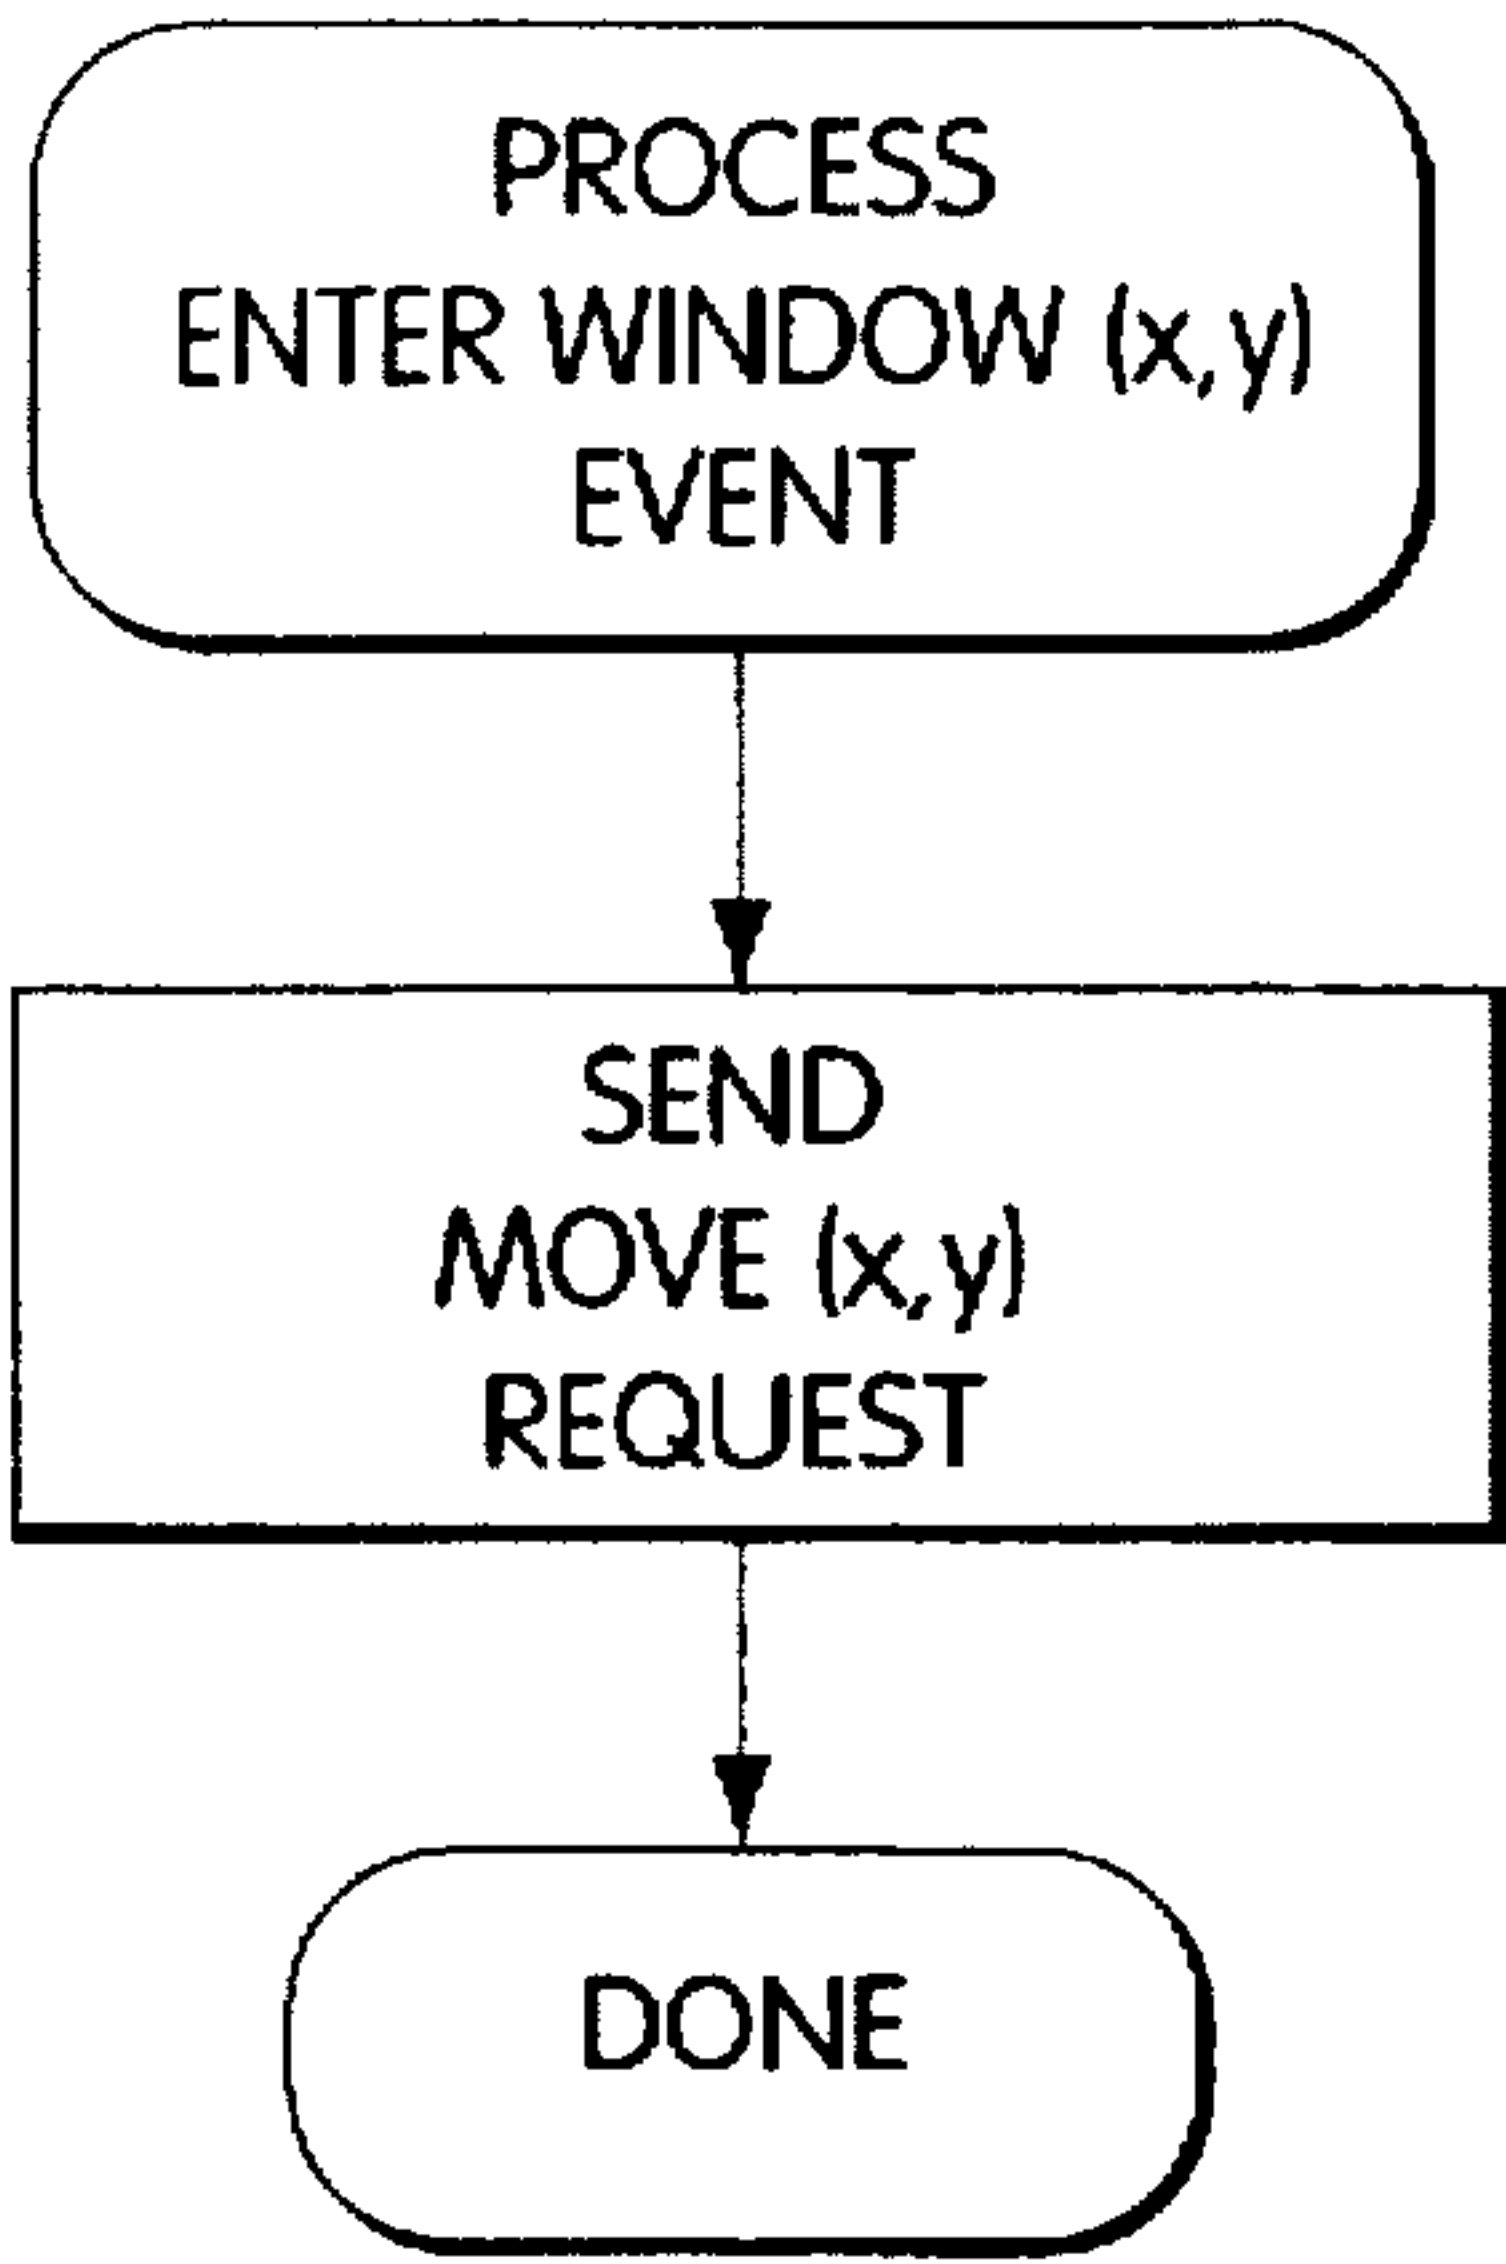 PROCESS
ENTER WINDOW (x, y)
EVENT
SEND
MOVE (x,y)
REQUEST
DONE